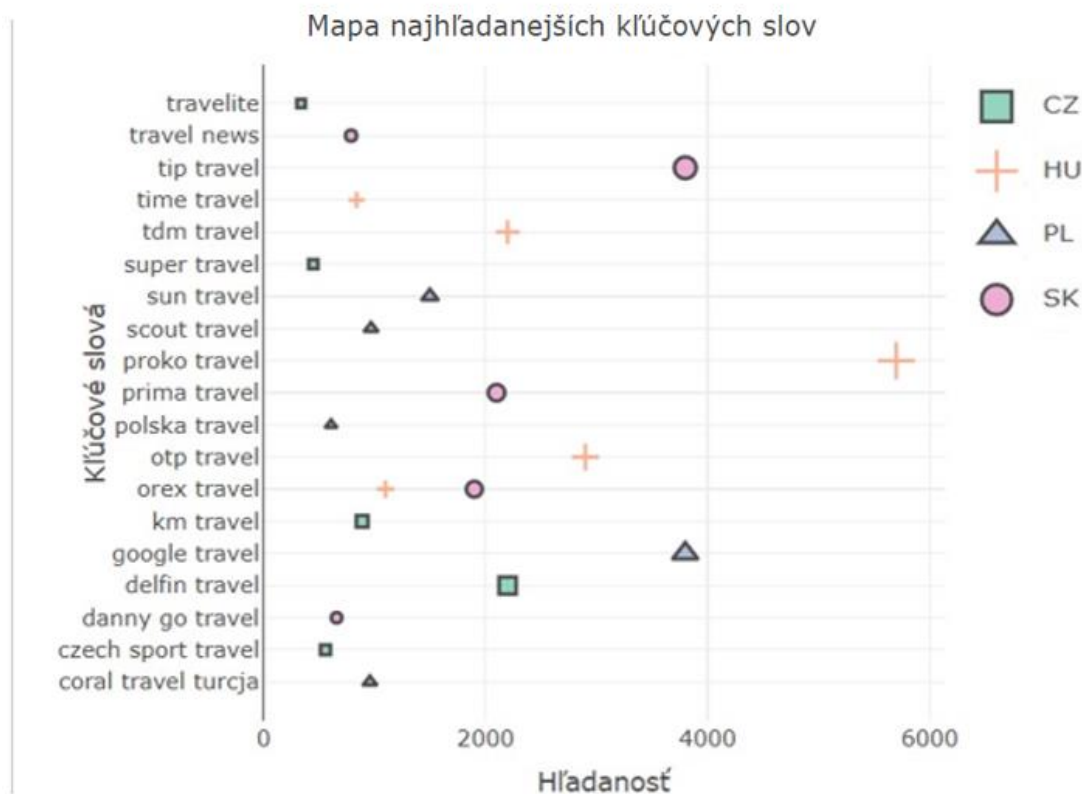 Mapa najhľadanejších kľúčových slov
travelite
travel news
tip travel
time travel
tdm travel
super travel
sun travel
scout travel
proko travel
prima travel
polska travel
otp travel
orex travel
km travel
google travel
delfin travel
danny go travel
czech sport travel
coral travel turcja
Kľúčové slová
0 2000 4000 6000
Hľadanosť
CZ
HU
PL
SK